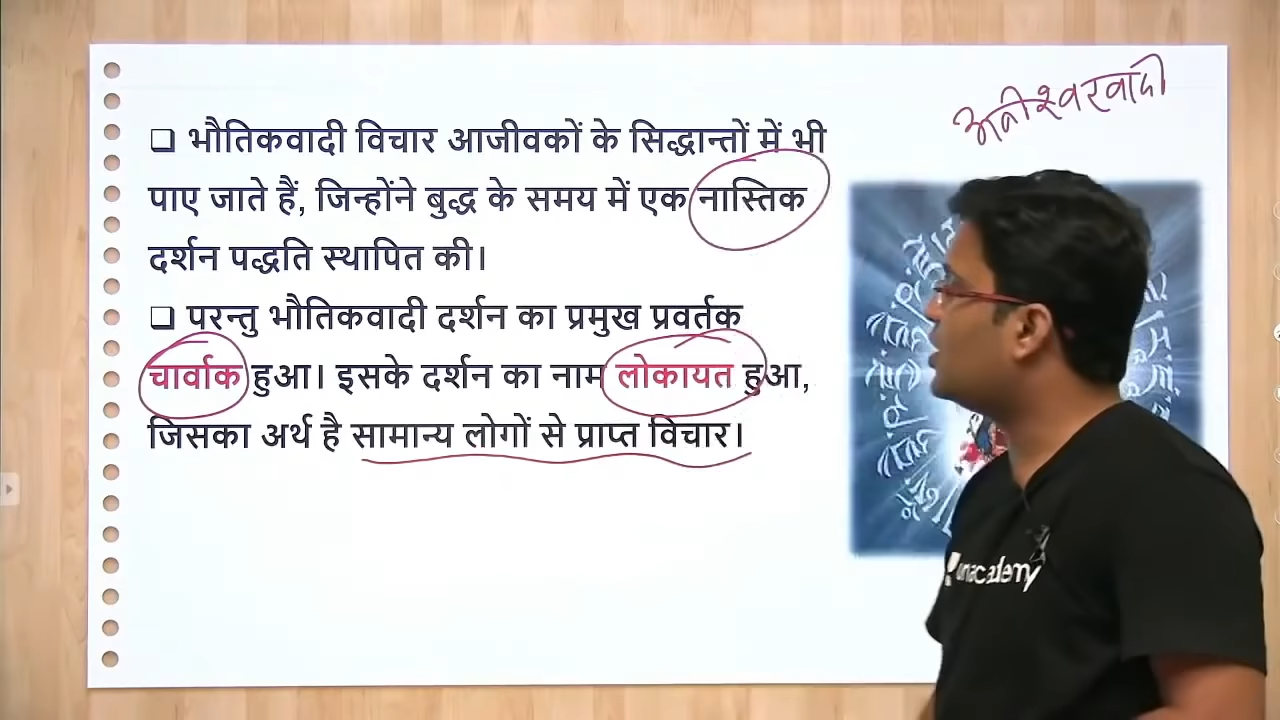 अनीश्वरवादी
❑ भौतिकवादी विचार आजीवकों के सिद्धान्तों में भी
पाए जाते हैं, जिन्होंने बुद्ध के समय में एक नास्तिक
दर्शन पद्धति स्थापित की।
❑ परन्तु भौतिकवादी दर्शन का प्रमुख प्रवर्तक
चार्वाक हुआ। इसके दर्शन का नाम लोकायत हुआ,
जिसका अर्थ है सामान्य लोगों से प्राप्त विचार।
unacademy